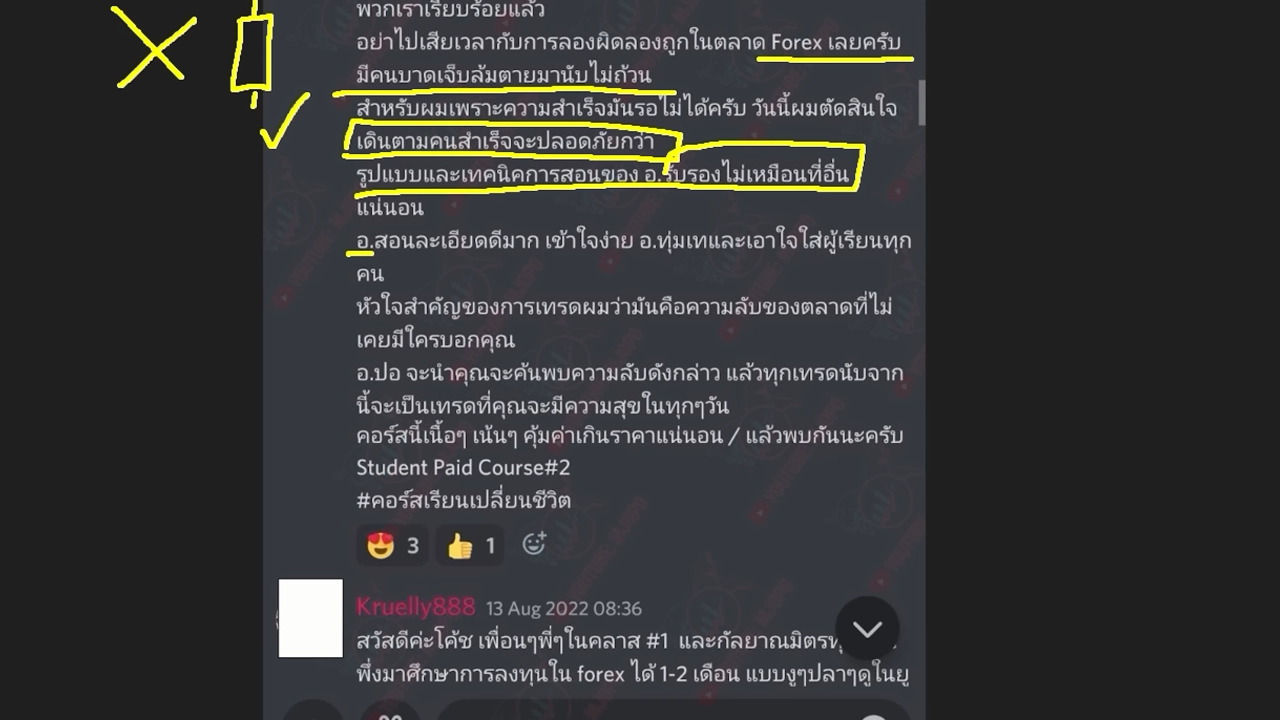 พวกเราเรียบร้อยแล้ว
อย่าไปเสียเวลากับการลองผิดลองถูกในตลาด Forex เลยครับ
มีคนบาดเจ็บล้มตายมานับไม่ถ้วน
สำหรับผมเพราะความสำเร็จมันรอไม่ได้ครับ วันนี้ผมตัดสินใจ
เดินตามคนสำเร็จจะปลอดภัยกว่า
รูปแบบและเทคนิคการสอนของ อ.รับรองไม่เหมือนที่อื่น
แน่นอน
อ.สอนละเอียดดีมาก เข้าใจง่าย อ.ทุ่มเทและเอาใจใส่ผู้เรียนทุก
คน
หัวใจสำคัญของการเทรดผมว่ามันคือความลับของตลาดที่ไม่
เคยมีใครบอกคุณ
อ.ปอ จะนำคุณจะค้นพบความลับดังกล่าว แล้วทุกเทรดนับจาก
นี้จะเป็นเทรดที่คุณจะมีความสุขในทุกๆวัน
คอร์สนี้เนื้อๆ เน้นๆ คุ้มค่าเกินราคาแน่นอน / แล้วพบกันนะครับ
Student Paid Course#2
#คอร์สเรียนเปลี่ยนชีวิต
3 1
Kruelly888 13 Aug 2022 08:36
สวัสดีค่ะโค้ช เพื่อนๆพี่ๆในคลาส #1 และกัลยาณมิตร
พึ่งมาศึกษาการลงทุนใน forex ได้ 1-2 เดือน แบบงูๆปลาๆดูในยู